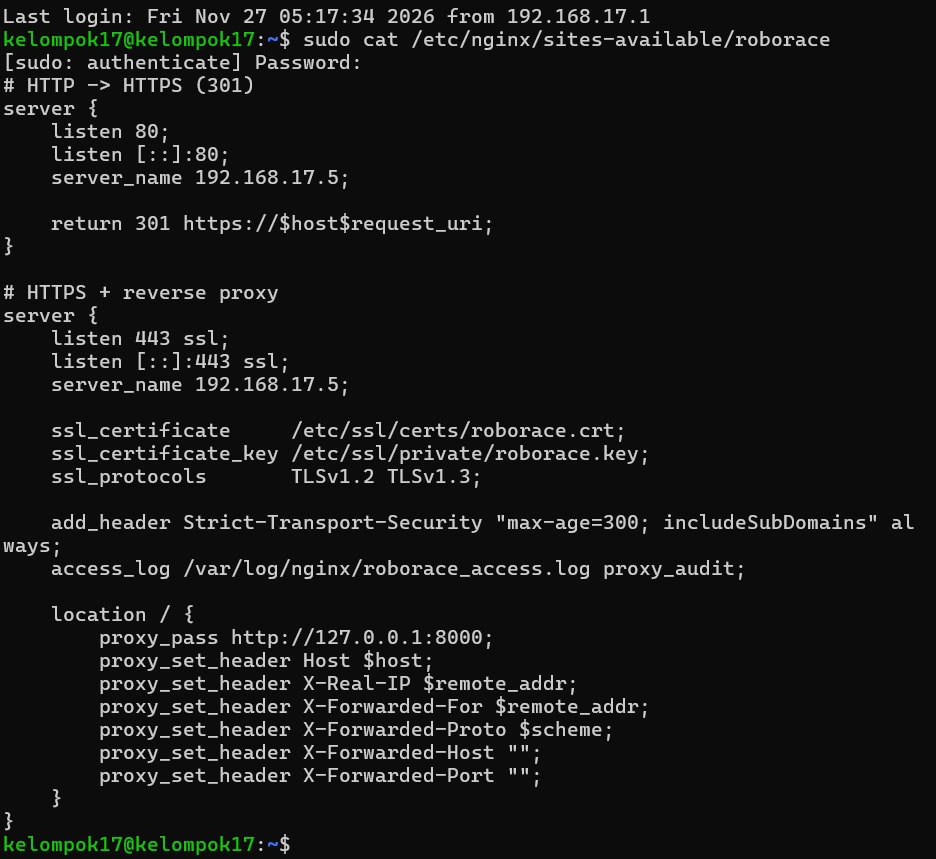 Last login: Fri Nov 27 05:17:34 2026 from 192.168.17.1
kelompok17@kelompok17:~$ sudo cat /etc/nginx/sites-available/roborace
[sudo: authenticate] Password:
# HTTP -> HTTPS (301)
server {
    listen 80;
    listen [::]:80;
    server_name 192.168.17.5;

    return 301 https://$host$request_uri;
}

# HTTPS + reverse proxy
server {
    listen 443 ssl;
    listen [::]:443 ssl;
    server_name 192.168.17.5;

    ssl_certificate     /etc/ssl/certs/roborace.crt;
    ssl_certificate_key /etc/ssl/private/roborace.key;
    ssl_protocols       TLSv1.2 TLSv1.3;

    add_header Strict-Transport-Security "max-age=300; includeSubDomains" al
ways;
    access_log /var/log/nginx/roborace_access.log proxy_audit;

    location / {
        proxy_pass http://127.0.0.1:8000;
        proxy_set_header Host $host;
        proxy_set_header X-Real-IP $remote_addr;
        proxy_set_header X-Forwarded-For $remote_addr;
        proxy_set_header X-Forwarded-Proto $scheme;
        proxy_set_header X-Forwarded-Host "";
        proxy_set_header X-Forwarded-Port "";
    }
}
kelompok17@kelompok17:~$